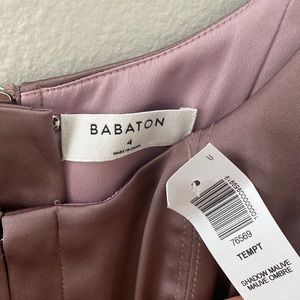 BABATON
4
76569
TEMPT
SHADOW MAUVE
MAUVE OMBRE